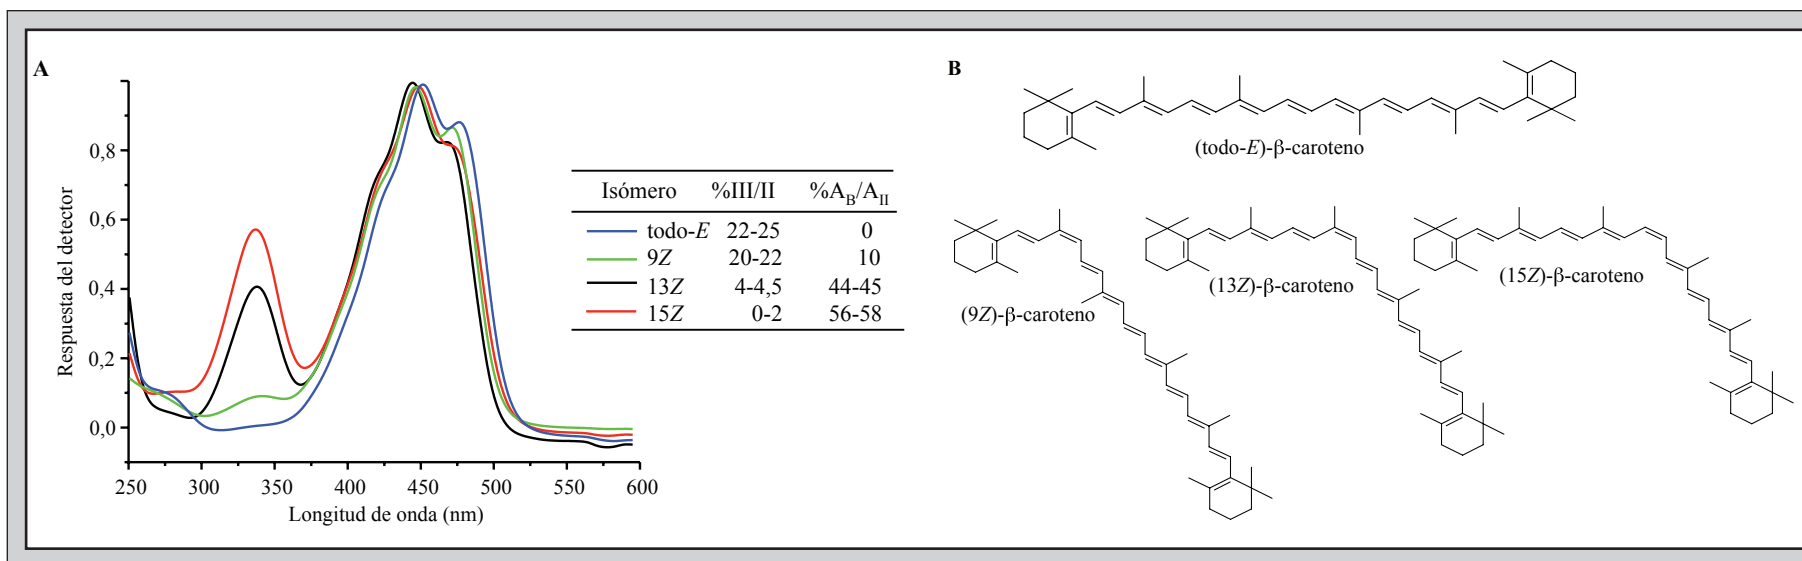 A
0,8
0,6
0,4
0,2
0,0
Respuesta del detector
250 300 350 400 450 500 550 600
Longitud de onda (nm)
Isómero %III/II %A_B/A_II
todo-E 22-25 0
9Z 20-22 10
13Z 4-4,5 44-45
15Z 0-2 56-58
B
(todo-E)-β-caroteno
(9Z)-β-caroteno
(13Z)-β-caroteno
(15Z)-β-caroteno